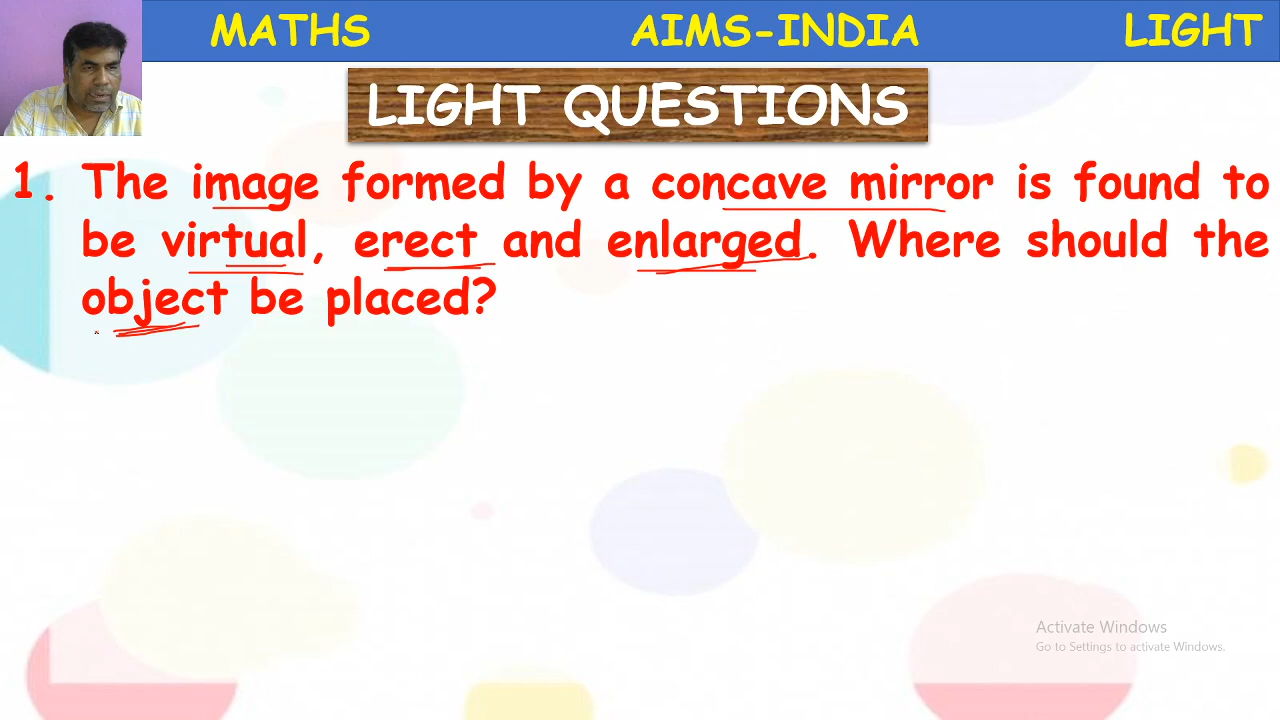 MATHS AIMS-INDIA LIGHT
LIGHT QUESTIONS
1. The image formed by a concave mirror is found to
be virtual, erect and enlarged. Where should the
object be placed?
Activate Windows
Go to Settings to activate Windows.